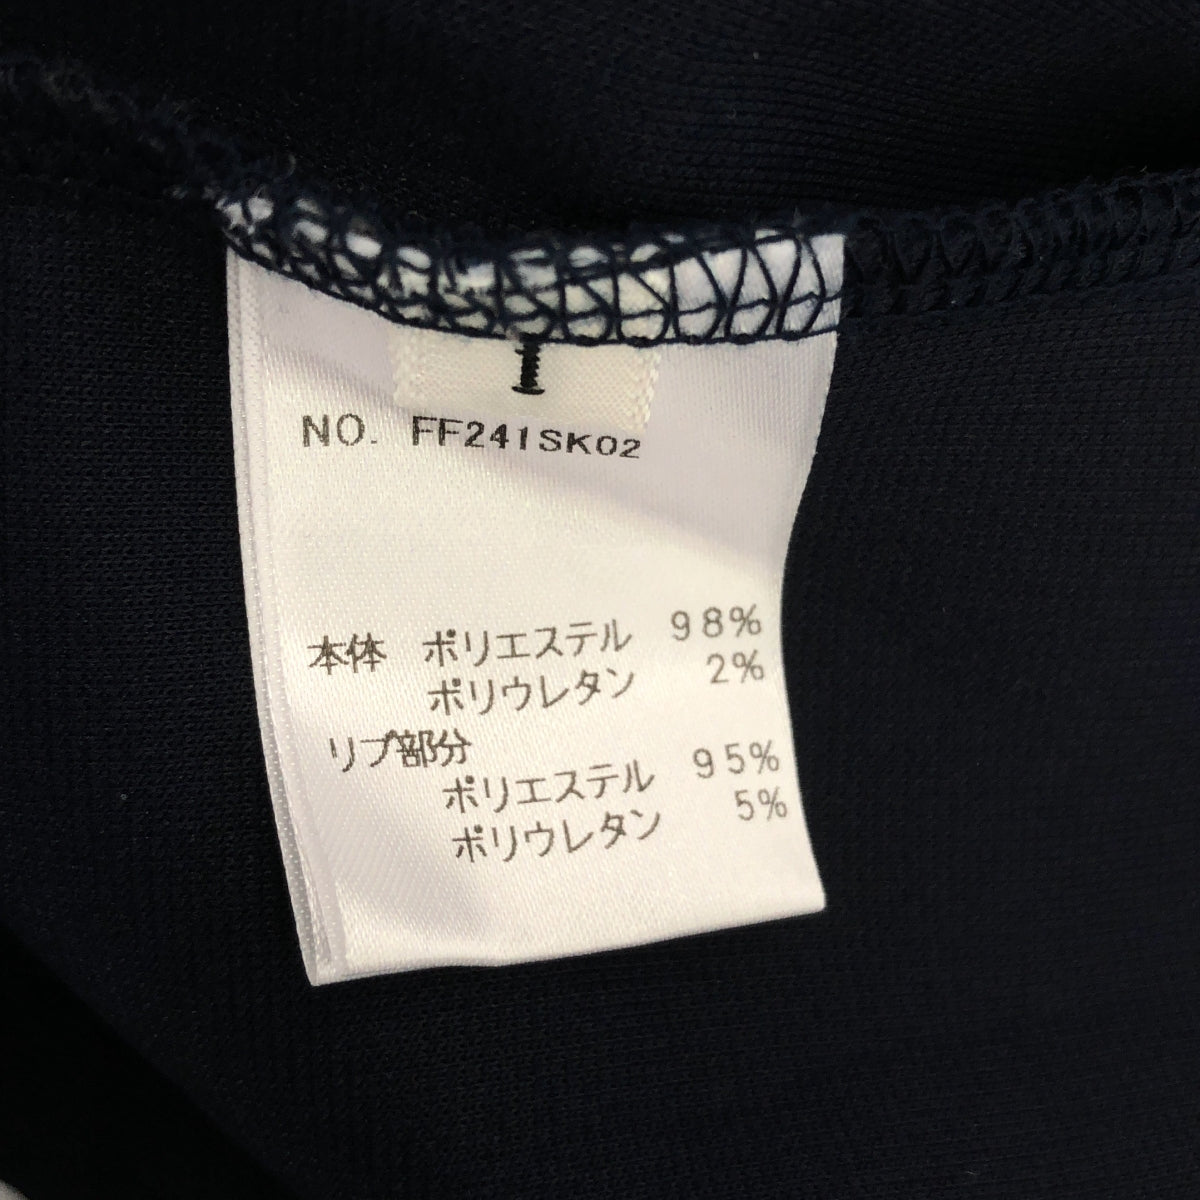 I
NO. FF241SK02
本体 ポリエステル 98%
ポリウレタン 2%
リブ部分
ポリエステル 95%
ポリウレタン 5%